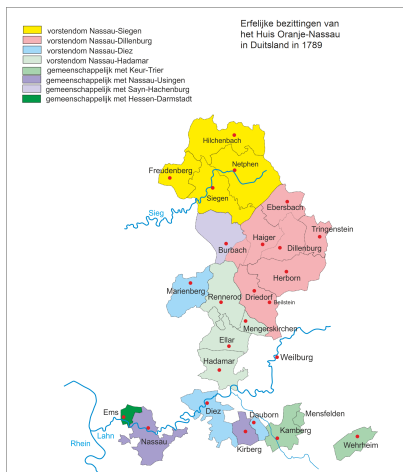 Erfelijke bezittingen van
het Huis Oranje-Nassau
in Duitsland in 1789
vorstendom Nassau-Siegen
vorstendom Nassau-Dillenburg
vorstendom Nassau-Diez
vorstendom Nassau-Hadamar
gemeenschappelijk met Keur-Trier
gemeenschappelijk met Nassau-Usingen
gemeenschappelijk met Sayn-Hachenburg
gemeenschappelijk met Hessen-Darmstadt
Hilchenbach
Netphen
Freudenberg
Siegen
Ebersbach
Sieg
Tringenstein
Haiger
Burbach
Dillenburg
Herborn
Marienberg
Driedorf
Rennerod
Beilstein
Mengerskirchen
Ellar
Weilburg
Hadamar
Ems
Diez
Dauborn
Mensfelden
Lahn
Kamberg
Rhein
Nassau
Kirberg
Wehrheim